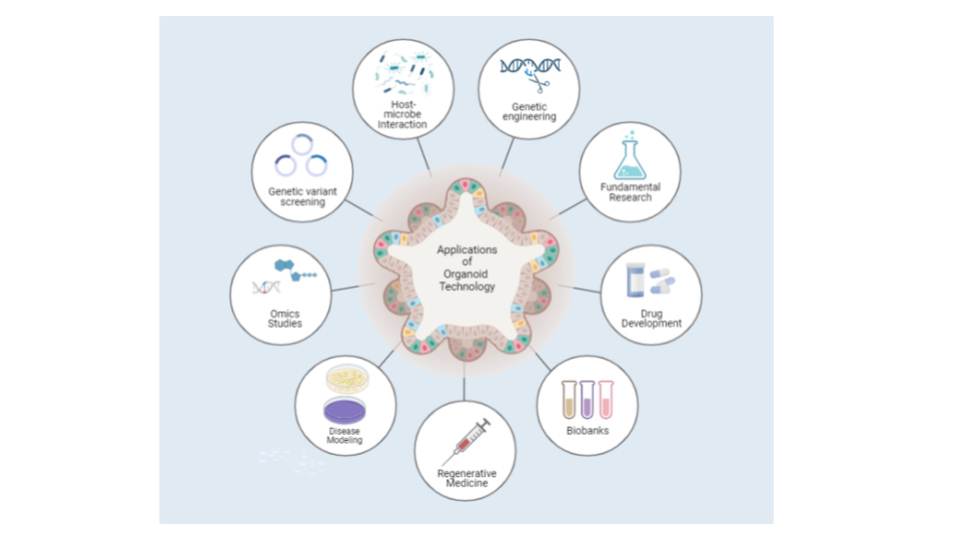 Host-
microbe
Interaction
Genetic
engineering
Genetic variant
screening
Fundamental
Research
Applications
of
Organoid
Technology
Omics
Studies
Drug
Development
Disease
Modeling
Biobanks
Regenerative
Medicine